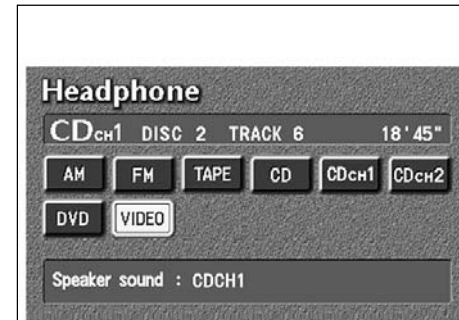 Headphone
CDCH1 DISC 2 TRACK 6 18'45"
AM FM TAPE CD CDCH1 CDCH2
DVD VIDEO
Speaker sound : CDCH1